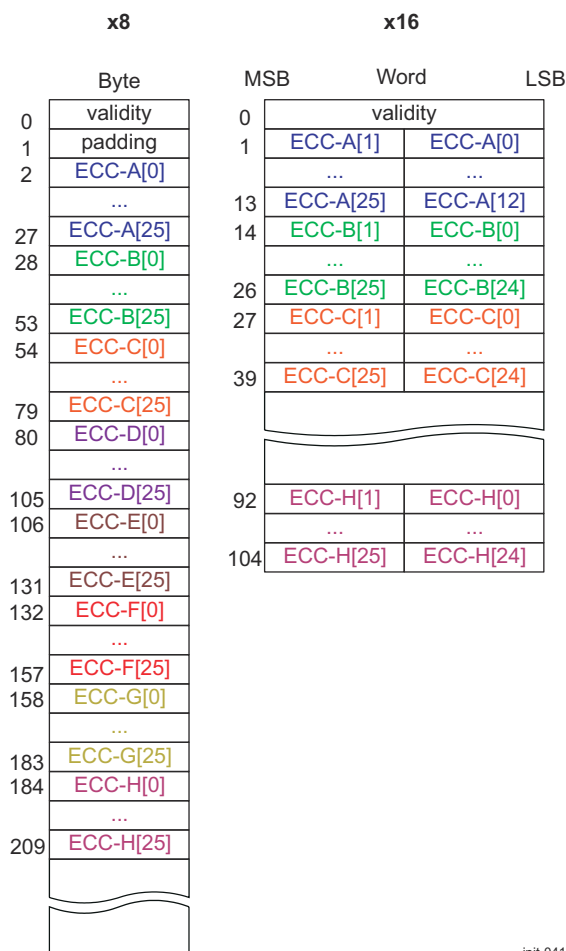 x8
Byte
0 validity
1 padding
2 ECC-A[0]
...
27 ECC-A[25]
28 ECC-B[0]
...
53 ECC-B[25]
54 ECC-C[0]
...
79 ECC-C[25]
80 ECC-D[0]
...
105 ECC-D[25]
106 ECC-E[0]
...
131 ECC-E[25]
132 ECC-F[0]
...
157 ECC-F[25]
158 ECC-G[0]
...
183 ECC-G[25]
184 ECC-H[0]
...
209 ECC-H[25]
x16
MSB Word LSB
0 validity
1 ECC-A[1] ECC-A[0]
... ...
13 ECC-A[25] ECC-A[12]
14 ECC-B[1] ECC-B[0]
... ...
26 ECC-B[25] ECC-B[24]
27 ECC-C[1] ECC-C[0]
... ...
39 ECC-C[25] ECC-C[24]
92 ECC-H[1] ECC-H[0]
... ...
104 ECC-H[25] ECC-H[24]